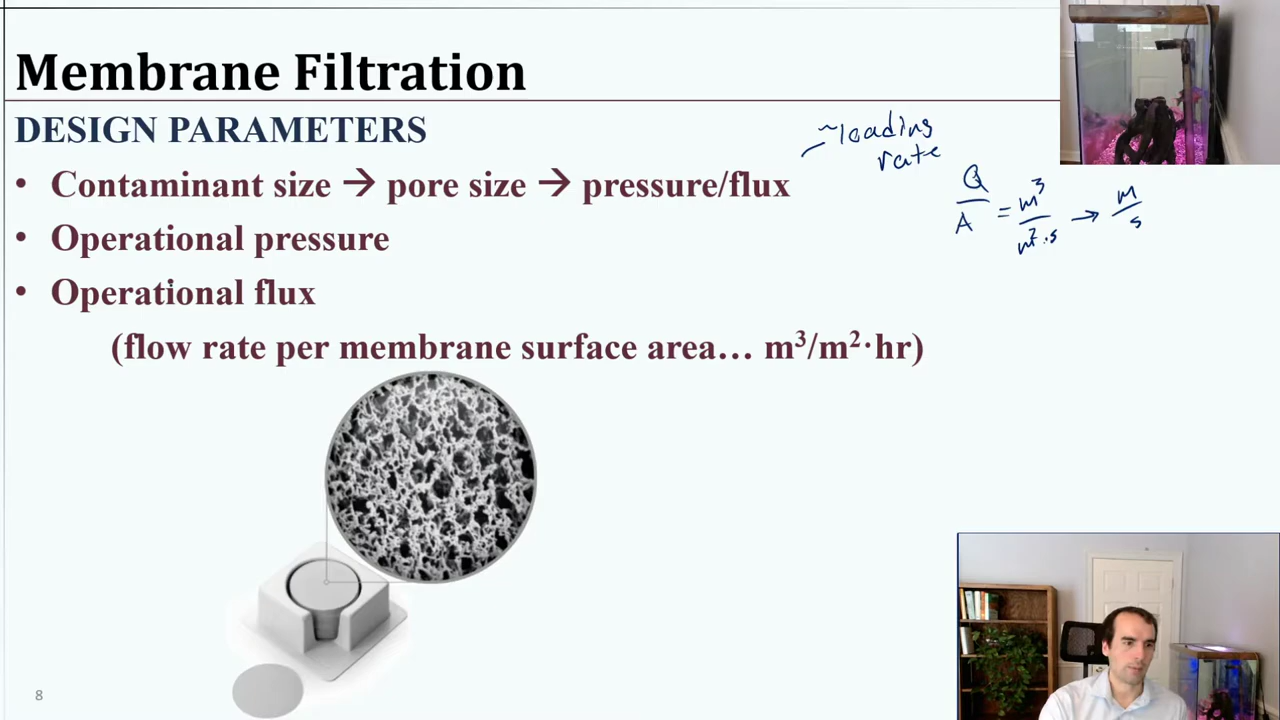 Membrane Filtration
DESIGN PARAMETERS
~loading
rate
• Contaminant size → pore size → pressure/flux
Q/A = m³/m²·s → m/s
• Operational pressure
• Operational flux
(flow rate per membrane surface area… m³/m²·hr)
8